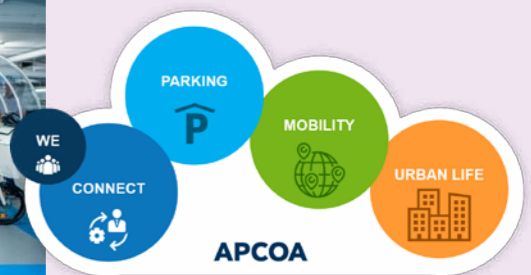 WE
CONNECT
PARKING
P
MOBILITY
URBAN LIFE
APCOA